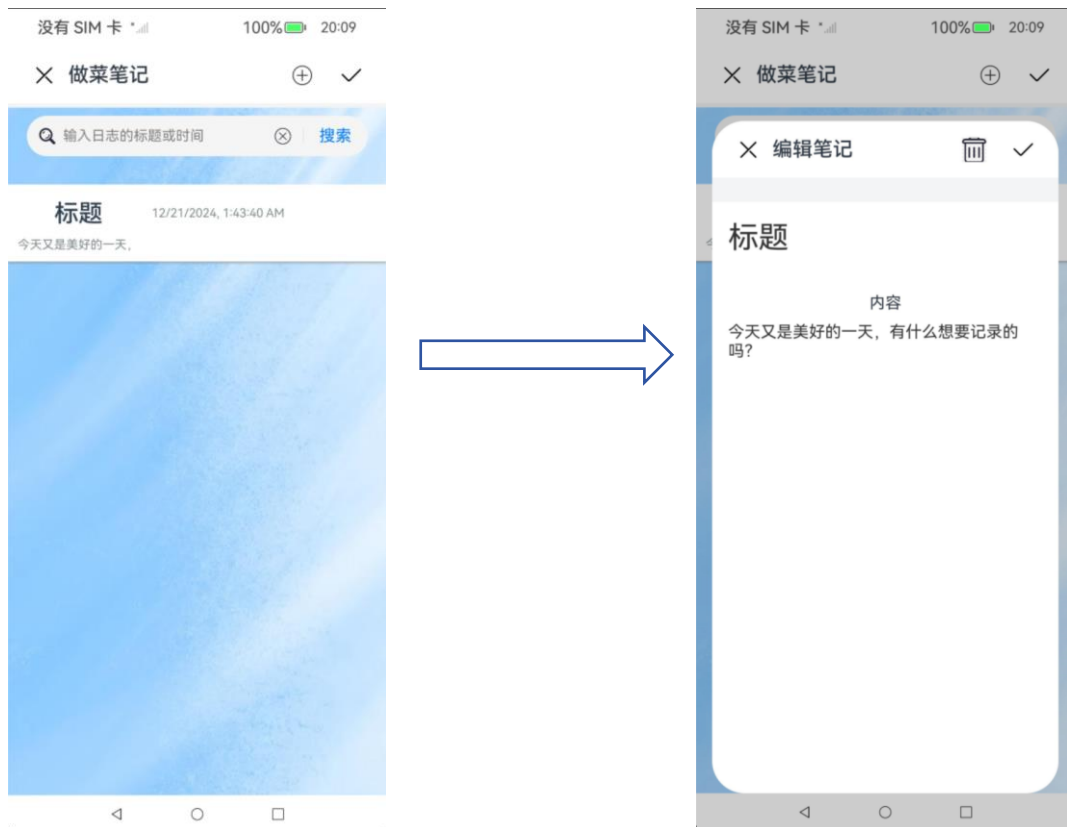 没有 SIM 卡
100%
20:09
做菜笔记
输入日志的标题或时间
搜索
标题
12/21/2024, 1:43:40 AM
今天又是美好的一天,
没有 SIM 卡
100%
20:09
做菜笔记
编辑笔记
标题
内容
今天又是美好的一天，有什么想要记录的
吗？